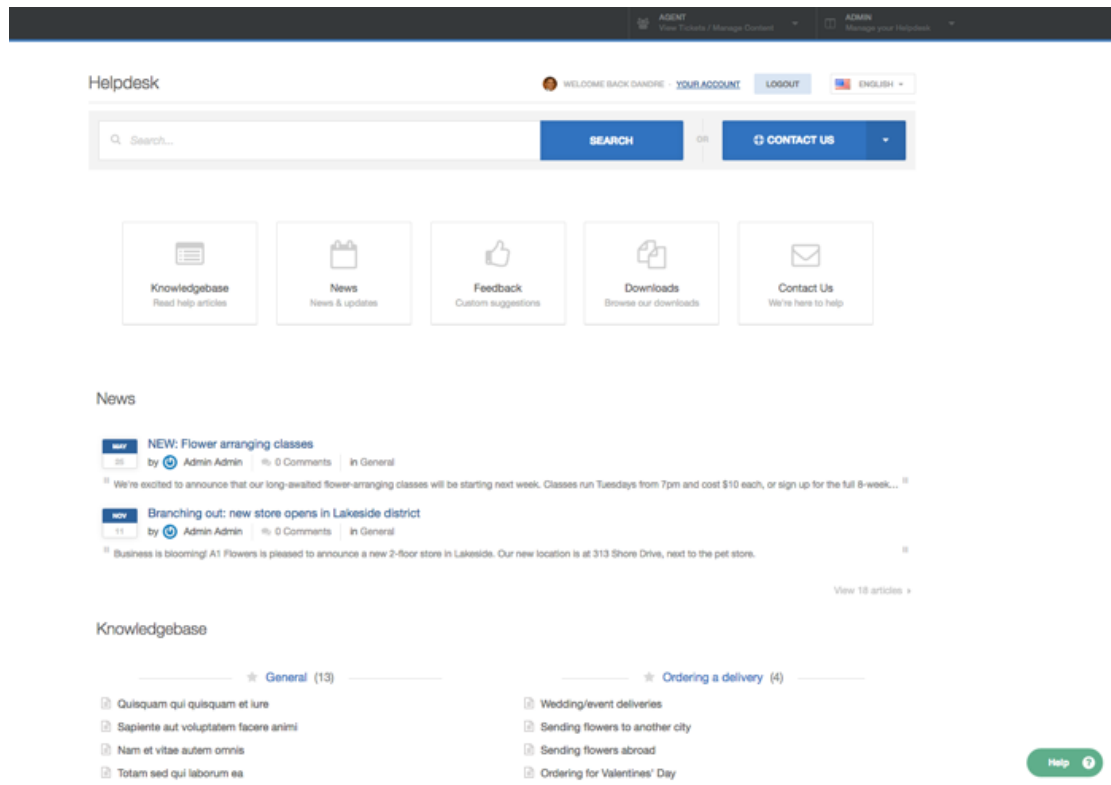 AGENT
View Tickets / Manage Content
ADMIN
Manage your Helpdesk
Helpdesk
WELCOME BACK DANDRE - YOUR ACCOUNT
LOGOUT
ENGLISH
Search...
SEARCH
OR
CONTACT US
Knowledgebase
Read help articles
News
News & updates
Feedback
Custom suggestions
Downloads
Browse our downloads
Contact Us
We're here to help
News
MAY
25
NEW: Flower arranging classes
by Admin Admin 0 Comments in General
" We're excited to announce that our long-awaited flower-arranging classes will be starting next week. Classes run Tuesdays from 7pm and cost $10 each, or sign up for the full 8-week... "
NOV
11
Branching out: new store opens in Lakeside district
by Admin Admin 0 Comments in General
" Business is blooming! A1 Flowers is pleased to announce a new 2-floor store in Lakeside. Our new location is at 313 Shore Drive, next to the pet store. "
View 18 articles »
Knowledgebase
General (13)
Quisquam qui quisquam et iure
Sapiente aut voluptatem facere animi
Nam et vitae autem omnis
Totam sed qui laborum ea
Ordering a delivery (4)
Wedding/event deliveries
Sending flowers to another city
Sending flowers abroad
Ordering for Valentines' Day
Help ?